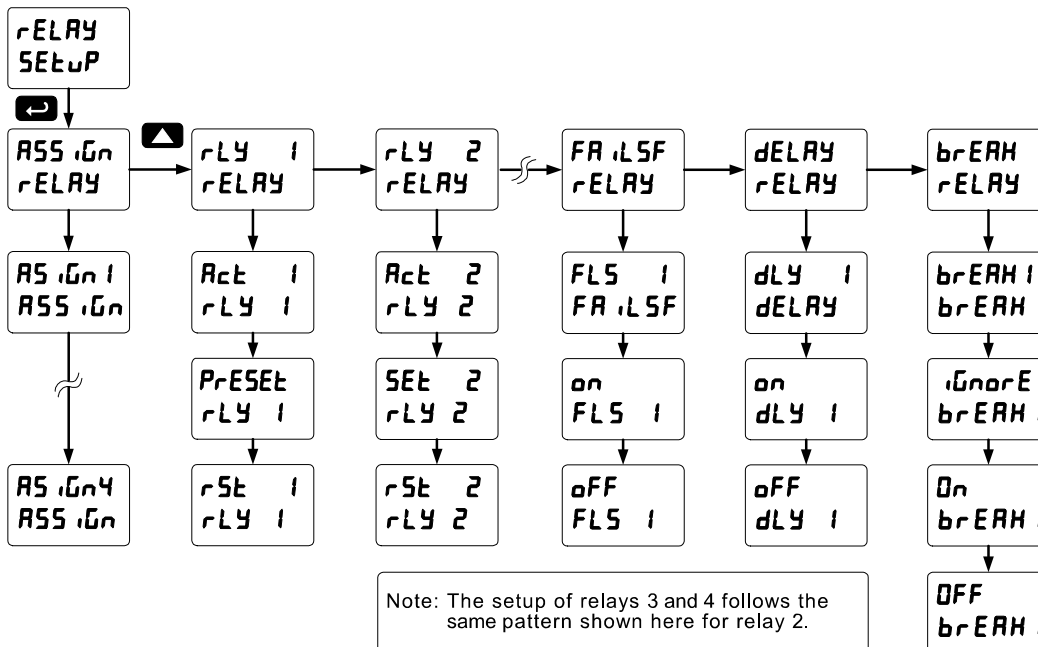 rELAY
SEtuP
ASSiGn
rELAY
rLY 1
rELAY
rLY 2
rELAY
FAiLSF
rELAY
dELAY
rELAY
brEAK
rELAY
ASiGn1
ASSiGn
Act 1
rLY 1
Act 2
rLY 2
FLS 1
FAiLSF
dLY 1
dELAY
brEAK1
brEAK
PrESEt
rLY 1
SEt 2
rLY 2
on
FLS 1
on
dLY 1
iGnorE
brEAK
ASiGn4
ASSiGn
rSt 1
rLY 1
rSt 2
rLY 2
oFF
FLS 1
oFF
dLY 1
On
brEAK
OFF
brEAK
Note: The setup of relays 3 and 4 follows the
same pattern shown here for relay 2.